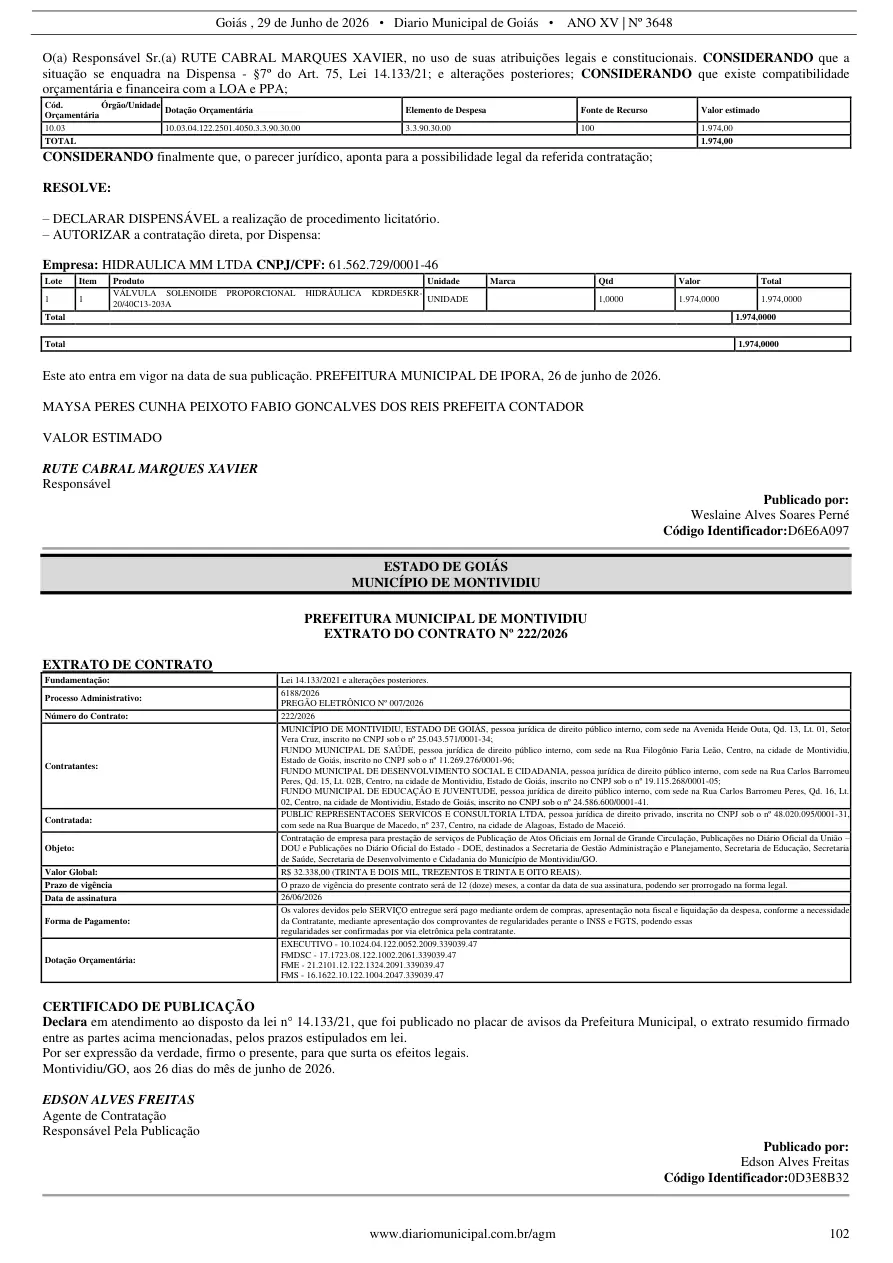 Goiás , 29 de Junho de 2026 • Diario Municipal de Goiás • ANO XV | Nº 3648
O(a) Responsável Sr.(a) RUTE CABRAL MARQUES XAVIER, no uso de suas atribuições legais e constitucionais. CONSIDERANDO que a
situação se enquadra na Dispensa - §7º do Art. 75, Lei 14.133/21; e alterações posteriores; CONSIDERANDO que existe compatibilidade
orçamentária e financeira com a LOA e PPA;
Cód. Órgão/Unidade Orçamentária Dotação Orçamentária Elemento de Despesa Fonte de Recurso Valor estimado
10.03 10.03.04.122.2501.4050.3.3.90.30.00 3.3.90.30.00 100 1.974,00
TOTAL 1.974,00
CONSIDERANDO finalmente que, o parecer jurídico, aponta para a possibilidade legal da referida contratação;
RESOLVE:
– DECLARAR DISPENSÁVEL a realização de procedimento licitatório.
– AUTORIZAR a contratação direta, por Dispensa:
Empresa: HIDRAULICA MM LTDA CNPJ/CPF: 61.562.729/0001-46
Lote Item Produto Unidade Marca Qtd Valor Total
1 1 VÁLVULA SOLENOIDE PROPORCIONAL HIDRÁULICA KDRDE5KR-20/40C13-203A UNIDADE 1,0000 1.974,0000 1.974,0000
Total 1.974,0000
Total 1.974,0000
Este ato entra em vigor na data de sua publicação. PREFEITURA MUNICIPAL DE IPORA, 26 de junho de 2026.
MAYSA PERES CUNHA PEIXOTO FABIO GONCALVES DOS REIS PREFEITA CONTADOR
VALOR ESTIMADO
RUTE CABRAL MARQUES XAVIER
Responsável
Publicado por:
Weslaine Alves Soares Perné
Código Identificador:D6E6A097
ESTADO DE GOIÁS
MUNICÍPIO DE MONTIVIDIU
PREFEITURA MUNICIPAL DE MONTIVIDIU
EXTRATO DO CONTRATO Nº 222/2026
EXTRATO DE CONTRATO
Fundamentação: Lei 14.133/2021 e alterações posteriores.
Processo Administrativo: 6188/2026
PREGÃO ELETRÔNICO Nº 007/2026
Número do Contrato: 222/2026
Contratantes: MUNICÍPIO DE MONTIVIDIU, ESTADO DE GOIÁS, pessoa jurídica de direito público interno, com sede na Avenida Heide Outa, Qd. 13, Lt. 01, Setor
Vera Cruz, inscrito no CNPJ sob o nº 25.043.571/0001-34;
FUNDO MUNICIPAL DE SAÚDE, pessoa jurídica de direito público interno, com sede na Rua Filogônio Faria Leão, Centro, na cidade de Montividiu,
Estado de Goiás, inscrito no CNPJ sob o nº 11.269.276/0001-96;
FUNDO MUNICIPAL DE DESENVOLVIMENTO SOCIAL E CIDADANIA, pessoa jurídica de direito público interno, com sede na Rua Carlos Barromeu
Peres, Qd. 15, Lt. 02B, Centro, na cidade de Montividiu, Estado de Goiás, inscrito no CNPJ sob o nº 19.115.268/0001-05;
FUNDO MUNICIPAL DE EDUCAÇÃO E JUVENTUDE, pessoa jurídica de direito público interno, com sede na Rua Carlos Barromeu Peres, Qd. 16, Lt.
02, Centro, na cidade de Montividiu, Estado de Goiás, inscrito no CNPJ sob o nº 24.586.600/0001-41.
Contratada: PUBLIC REPRESENTACOES SERVICOS E CONSULTORIA LTDA, pessoa jurídica de direito privado, inscrita no CNPJ sob o nº 48.020.095/0001-31,
com sede na Rua Buarque de Macedo, nº 237, Centro, na cidade de Alagoas, Estado de Maceió.
Objeto: Contratação de empresa para prestação de serviços de Publicação de Atos Oficiais em Jornal de Grande Circulação, Publicações no Diário Oficial da União –
DOU e Publicações no Diário Oficial do Estado - DOE, destinados a Secretaria de Gestão Administração e Planejamento, Secretaria de Educação, Secretaria
de Saúde, Secretaria de Desenvolvimento e Cidadania do Município de Montividiu/GO.
Valor Global: R$ 32.338,00 (TRINTA E DOIS MIL, TREZENTOS E TRINTA E OITO REAIS).
Prazo de vigência O prazo de vigência do presente contrato será de 12 (doze) meses, a contar da data de sua assinatura, podendo ser prorrogado na forma legal.
Data de assinatura 26/06/2026
Forma de Pagamento: Os valores devidos pelo SERVIÇO entregue será pago mediante ordem de compras, apresentação nota fiscal e liquidação da despesa, conforme a necessidade
da Contratante, mediante apresentação dos comprovantes de regularidades perante o INSS e FGTS, podendo essas
regularidades ser confirmadas por via eletrônica pela contratante.
Dotação Orçamentária: EXECUTIVO - 10.1024.04.122.0052.2009.339039.47
FMDSC - 17.1723.08.122.1002.2061.339039.47
FME - 21.2101.12.122.1324.2091.339039.47
FMS - 16.1622.10.122.1004.2047.339039.47
CERTIFICADO DE PUBLICAÇÃO
Declara em atendimento ao disposto da lei n° 14.133/21, que foi publicado no placar de avisos da Prefeitura Municipal, o extrato resumido firmado
entre as partes acima mencionadas, pelos prazos estipulados em lei.
Por ser expressão da verdade, firmo o presente, para que surta os efeitos legais.
Montividiu/GO, aos 26 dias do mês de junho de 2026.
EDSON ALVES FREITAS
Agente de Contratação
Responsável Pela Publicação
Publicado por:
Edson Alves Freitas
Código Identificador:0D3E8B32
www.diariomunicipal.com.br/agm 102